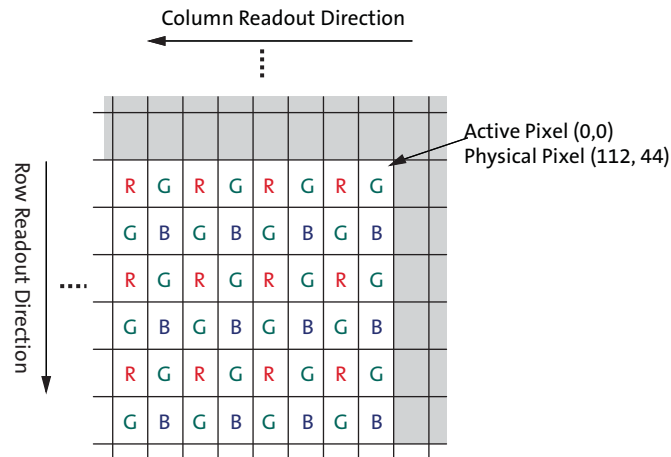 Column Readout Direction
Active Pixel (0,0)
Physical Pixel (112, 44)
Row Readout Direction
R G R G R G R G
G B G B G B G B
R G R G R G R G
G B G B G B G B
R G R G R G R G
G B G B G B G B